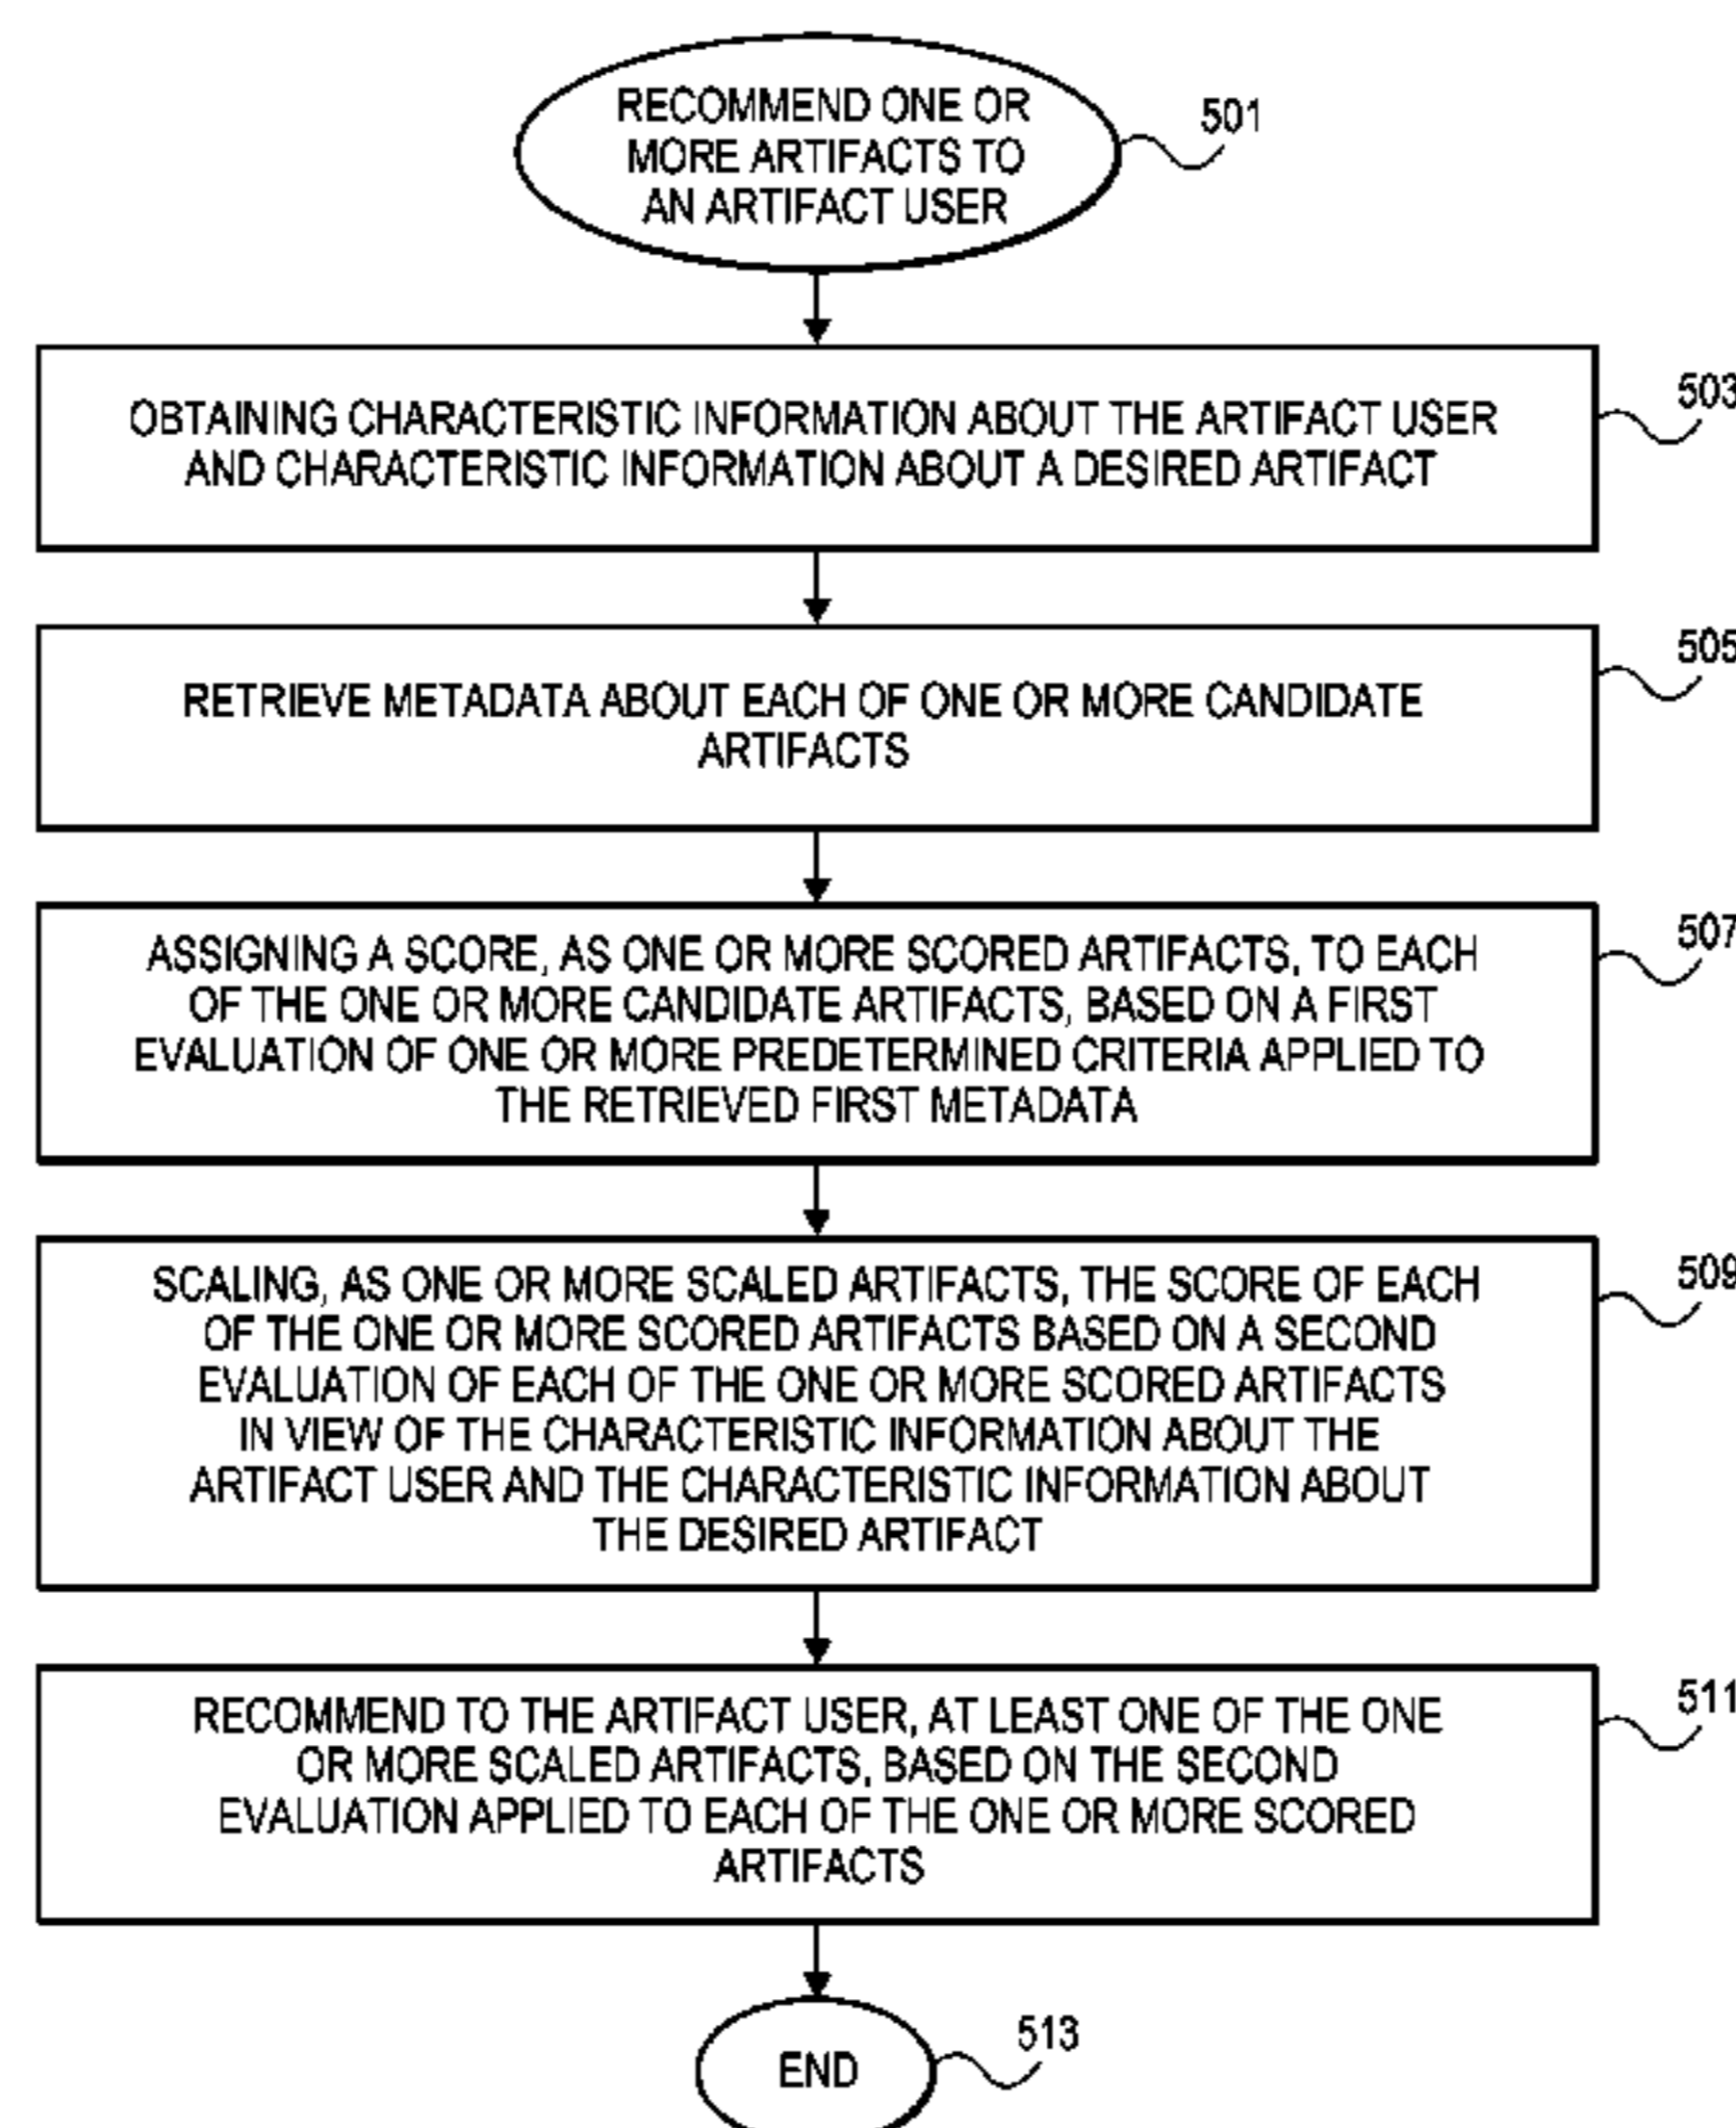 RECOMMEND ONE OR
MORE ARTIFACTS TO
AN ARTIFACT USER
501
OBTAINING CHARACTERISTIC INFORMATION ABOUT THE ARTIFACT USER
AND CHARACTERISTIC INFORMATION ABOUT A DESIRED ARTIFACT
503
RETRIEVE METADATA ABOUT EACH OF ONE OR MORE CANDIDATE
ARTIFACTS
505
ASSIGNING A SCORE, AS ONE OR MORE SCORED ARTIFACTS, TO EACH
OF THE ONE OR MORE CANDIDATE ARTIFACTS, BASED ON A FIRST
EVALUATION OF ONE OR MORE PREDETERMINED CRITERIA APPLIED TO
THE RETRIEVED FIRST METADATA
507
SCALING, AS ONE OR MORE SCALED ARTIFACTS, THE SCORE OF EACH
OF THE ONE OR MORE SCORED ARTIFACTS BASED ON A SECOND
EVALUATION OF EACH OF THE ONE OR MORE SCORED ARTIFACTS
IN VIEW OF THE CHARACTERISTIC INFORMATION ABOUT THE
ARTIFACT USER AND THE CHARACTERISTIC INFORMATION ABOUT
THE DESIRED ARTIFACT
509
RECOMMEND TO THE ARTIFACT USER, AT LEAST ONE OF THE ONE
OR MORE SCALED ARTIFACTS, BASED ON THE SECOND
EVALUATION APPLIED TO EACH OF THE ONE OR MORE SCORED
ARTIFACTS
511
END
513